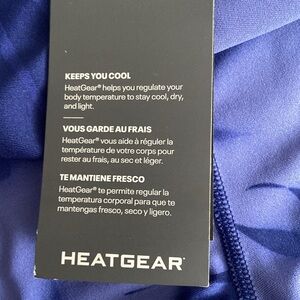 KEEPS YOU COOL
HeatGear® helps you regulate your
body temperature to stay cool, dry,
and light.
VOUS GARDE AU FRAIS
HeatGear® vous aide à réguler la
température de votre corps pour
rester au frais, au sec et léger.
TE MANTIENE FRESCO
HeatGear® te permite regular la
temperatura corporal para que te
mantengas fresco, seco y ligero.
HEATGEAR®